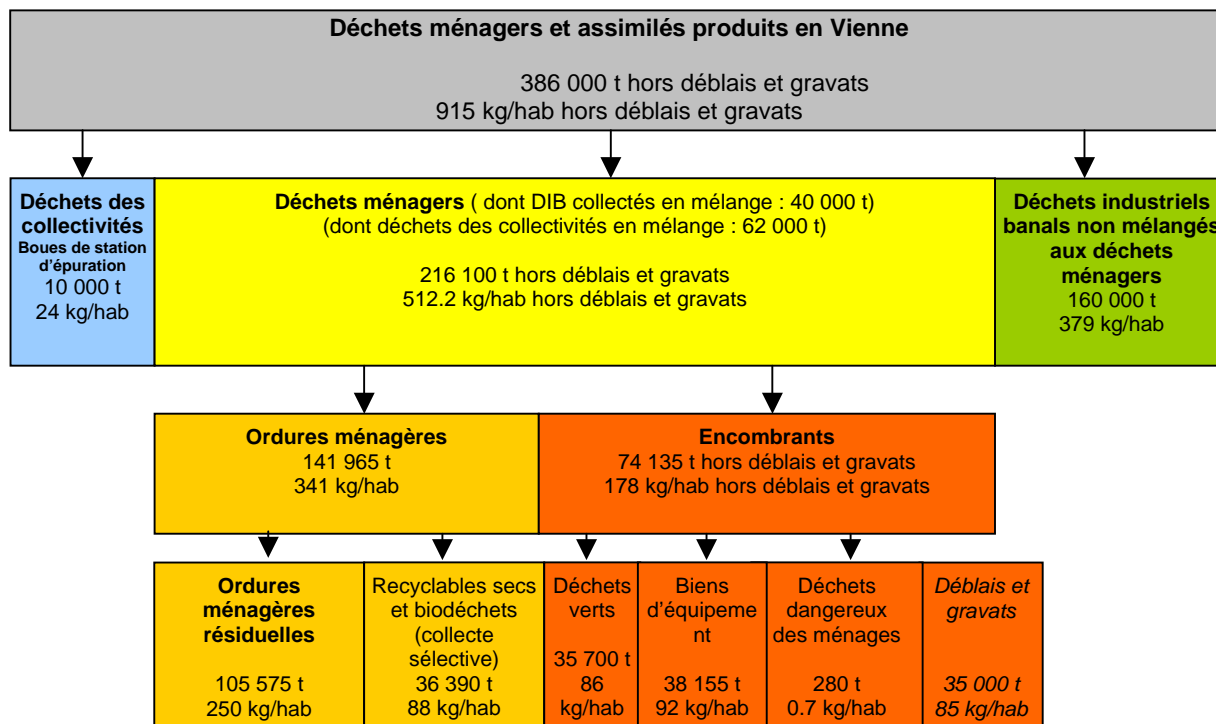 Déchets ménagers et assimilés produits en Vienne
386 000 t hors déblais et gravats
915 kg/hab hors déblais et gravats
Déchets des
collectivités
Boues de station
d'épuration
10 000 t
24 kg/hab
Déchets ménagers ( dont DIB collectés en mélange : 40 000 t)
(dont déchets des collectivités en mélange : 62 000 t)
216 100 t hors déblais et gravats
512.2 kg/hab hors déblais et gravats
Déchets industriels
banals non mélangés
aux déchets
ménagers
160 000 t
379 kg/hab
Ordures ménagères
141 965 t
341 kg/hab
Encombrants
74 135 t hors déblais et gravats
178 kg/hab hors déblais et gravats
Ordures
ménagères
résiduelles
105 575 t
250 kg/hab
Recyclables secs
et biodéchets
(collecte
sélective)
36 390 t
88 kg/hab
Déchets
verts
35 700 t
86
kg/hab
Biens
d'équipeme
nt
38 155 t
92 kg/hab
Déchets
dangereux
des ménages
280 t
0.7 kg/hab
Déblais et
gravats
35 000 t
85 kg/hab